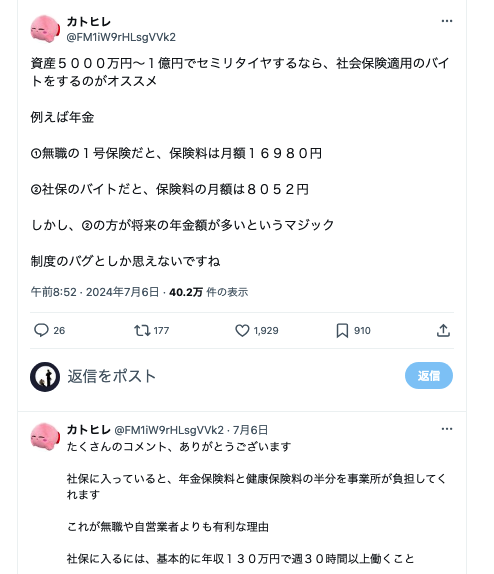 カトヒレ
@FM1iW9rHLsgVVk2
資産５０００万円〜１億円でセミリタイヤするなら、社会保険適用のバイ
トをするのがオススメ
例えば年金
①無職の１号保険だと、保険料は月額１６９８０円
②社保のバイトだと、保険料の月額は８０５２円
しかし、②の方が将来の年金額が多いというマジック
制度のバグとしか思えないですね
午前8:52 · 2024年7月6日 · 40.2万 件の表示
26 177 1,929 910
返信をポスト 返信
カトヒレ @FM1iW9rHLsgVVk2 · 7月6日
たくさんのコメント、ありがとうございます
社保に入っていると、年金保険料と健康保険料の半分を事業所が負担してく
れます
これが無職や自営業者よりも有利な理由
社保に入るには、基本的に年収１３０万円で週３０時間以上働くこと